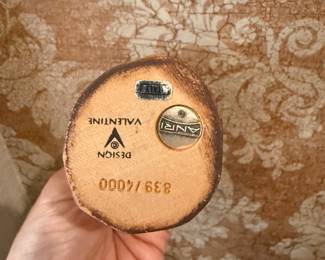 ANRI
DESIGN
VALENTINE
839/4000